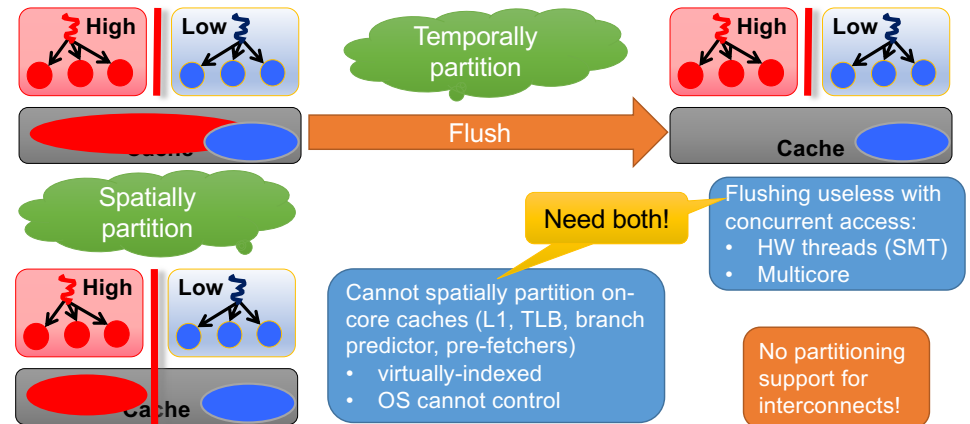 High
Low
Temporally
partition
High
Low
Cache
Flush
Cache
Spatially
partition
Need both!
Flushing useless with
concurrent access:
• HW threads (SMT)
• Multicore
High
Low
Cannot spatially partition on-
core caches (L1, TLB, branch
predictor, pre-fetchers)
• virtually-indexed
• OS cannot control
No partitioning
support for
interconnects!
Cache